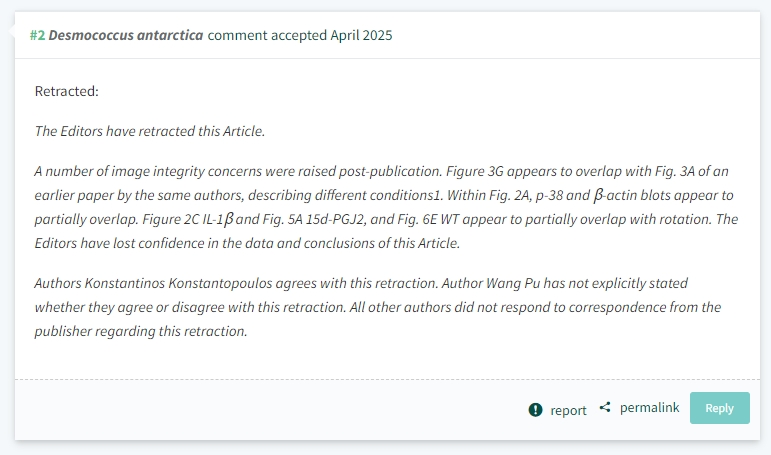 #2 Desmococcus antarctica comment accepted April 2025
Retracted:
The Editors have retracted this Article.
A number of image integrity concerns were raised post-publication. Figure 3G appears to overlap with Fig. 3A of an
earlier paper by the same authors, describing different conditions1. Within Fig. 2A, p-38 and β-actin blots appear to
partially overlap. Figure 2C IL-1β and Fig. 5A 15d-PGJ2, and Fig. 6E WT appear to partially overlap with rotation. The
Editors have lost confidence in the data and conclusions of this Article.
Authors Konstantinos Konstantopoulos agrees with this retraction. Author Wang Pu has not explicitly stated
whether they agree or disagree with this retraction. All other authors did not respond to correspondence from the
publisher regarding this retraction.
report permalink Reply